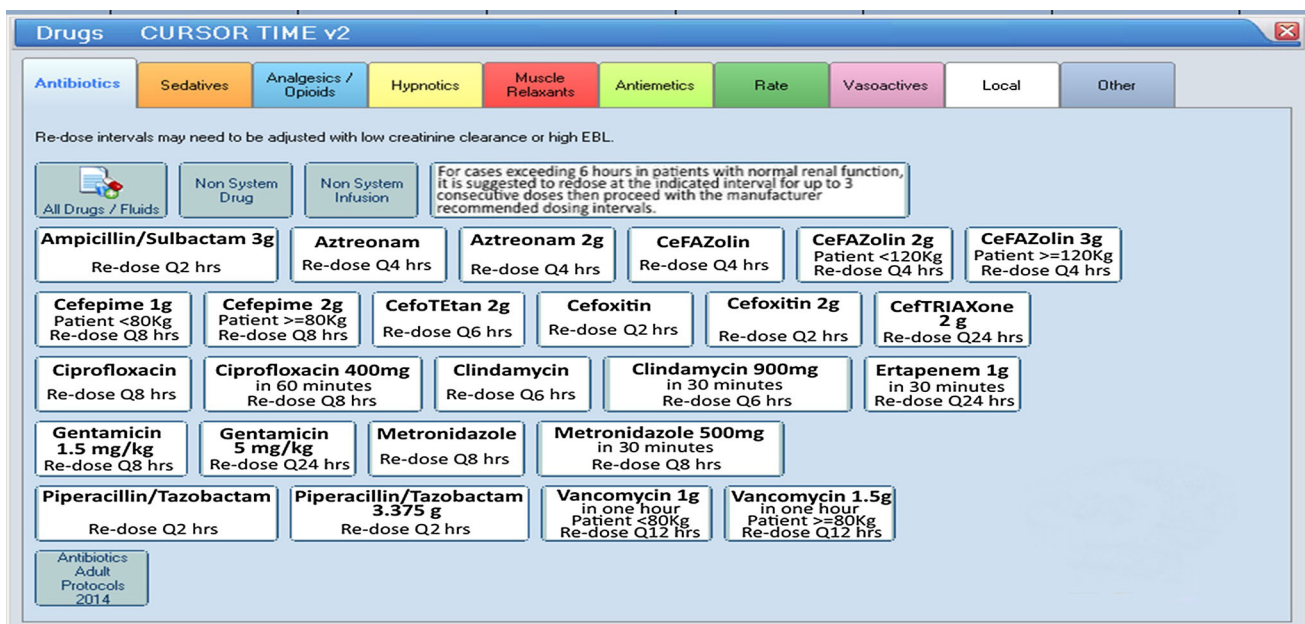 Drugs CURSOR TIME v2
Antibiotics
Sedatives
Analgesics /
Opioids
Hypnotics
Muscle
Relaxants
Antiemetics
Rate
Vasoactives
Local
Other
Re-dose intervals may need to be adjusted with low creatinine clearance or high EBL.
All Drugs / Fluids
Non System
Drug
Non System
Infusion
For cases exceeding 6 hours in patients with normal renal function,
it is suggested to redose at the indicated interval for up to 3
consecutive doses then proceed with the manufacturer
recommended dosing intervals.
Ampicillin/Sulbactam 3g
Re-dose Q2 hrs
Aztreonam
Re-dose Q4 hrs
Aztreonam 2g
Re-dose Q4 hrs
CeFAZolin
Re-dose Q4 hrs
CeFAZolin 2g
Patient <120Kg
Re-dose Q4 hrs
CeFAZolin 3g
Patient >=120Kg
Re-dose Q4 hrs
Cefepime 1g
Patient <80Kg
Re-dose Q8 hrs
Cefepime 2g
Patient >=80Kg
Re-dose Q8 hrs
CefoTEtan 2g
Re-dose Q6 hrs
Cefoxitin
Re-dose Q2 hrs
Cefoxitin 2g
Re-dose Q2 hrs
CefTRIAXone
2 g
Re-dose Q24 hrs
Ciprofloxacin
Re-dose Q8 hrs
Ciprofloxacin 400mg
in 60 minutes
Re-dose Q8 hrs
Clindamycin
Re-dose Q6 hrs
Clindamycin 900mg
in 30 minutes
Re-dose Q6 hrs
Ertapenem 1g
in 30 minutes
Re-dose Q24 hrs
Gentamicin
1.5 mg/kg
Re-dose Q8 hrs
Gentamicin
5 mg/kg
Re-dose Q24 hrs
Metronidazole
Re-dose Q8 hrs
Metronidazole 500mg
in 30 minutes
Re-dose Q8 hrs
Piperacillin/Tazobactam
Re-dose Q2 hrs
Piperacillin/Tazobactam
3.375 g
Re-dose Q2 hrs
Vancomycin 1g
in one hour
Patient <80Kg
Re-dose Q12 hrs
Vancomycin 1.5g
in one hour
Patient >=80Kg
Re-dose Q12 hrs
Antibiotics
Adult
Protocols
2014